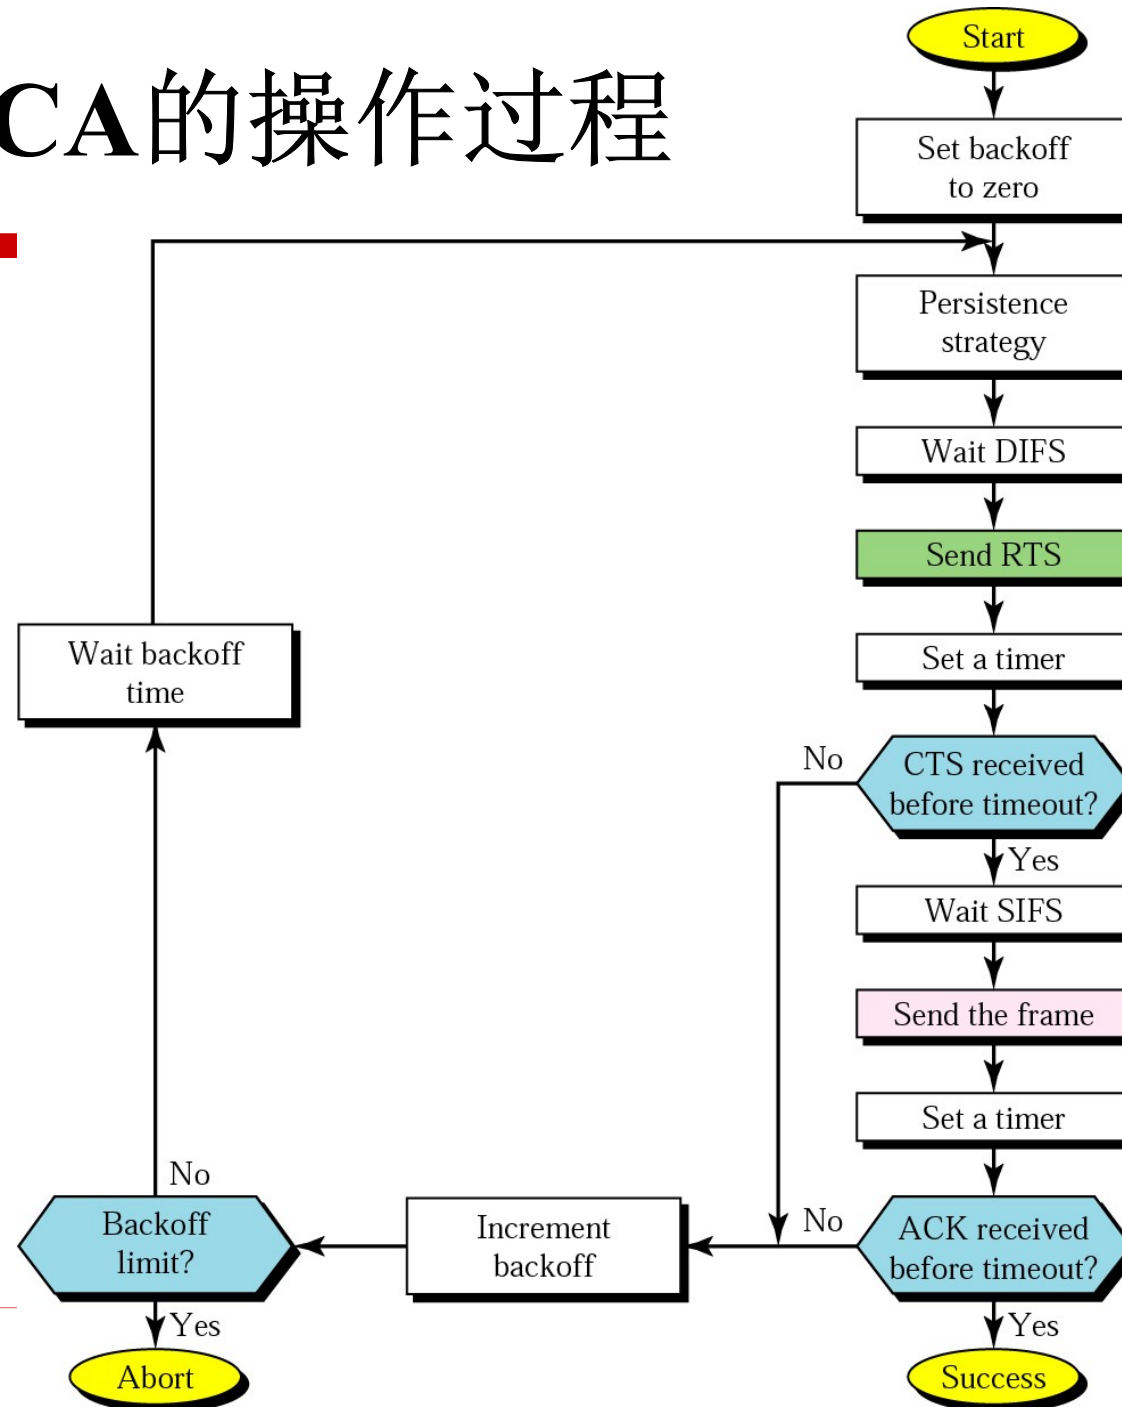 CA的操作过程
Start
Set backoff
to zero
Persistence
strategy
Wait DIFS
Send RTS
Set a timer
CTS received
before timeout?
No
Yes
Wait SIFS
Send the frame
Set a timer
ACK received
before timeout?
No
Yes
Success
Increment
backoff
Backoff
limit?
No
Yes
Wait backoff
time
Abort